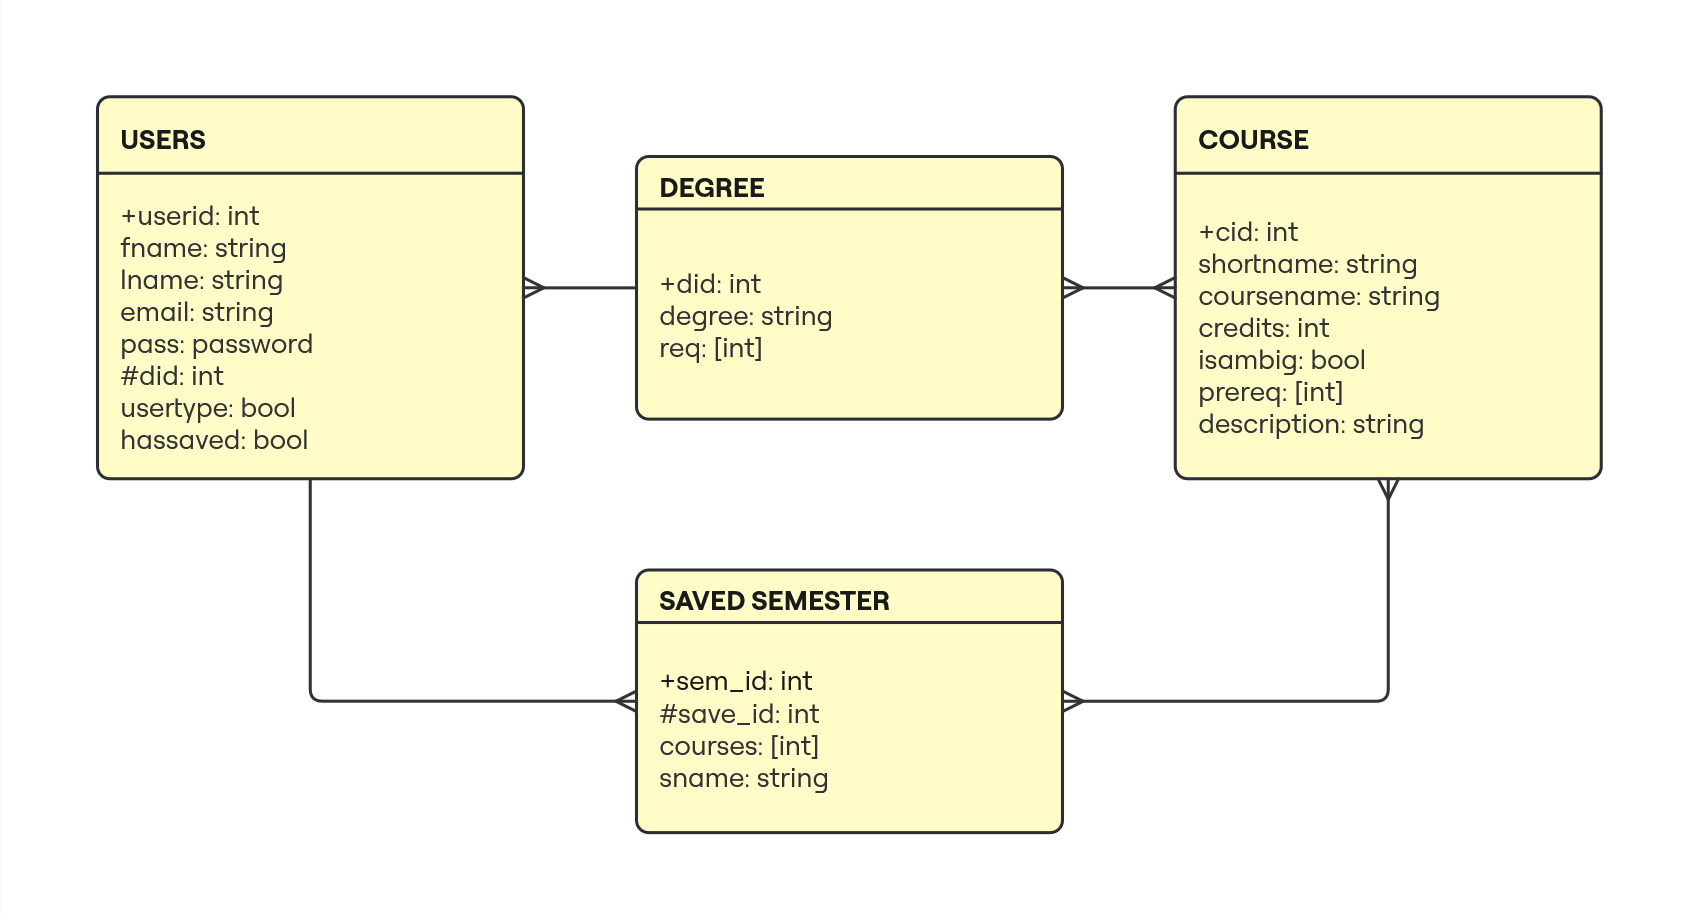 USERS
+userid: int
fname: string
lname: string
email: string
pass: password
#did: int
usertype: bool
hassaved: bool
DEGREE
+did: int
degree: string
req: [int]
COURSE
+cid: int
shortname: string
coursename: string
credits: int
isambig: bool
prereq: [int]
description: string
SAVED SEMESTER
+sem_id: int
#save_id: int
courses: [int]
sname: string